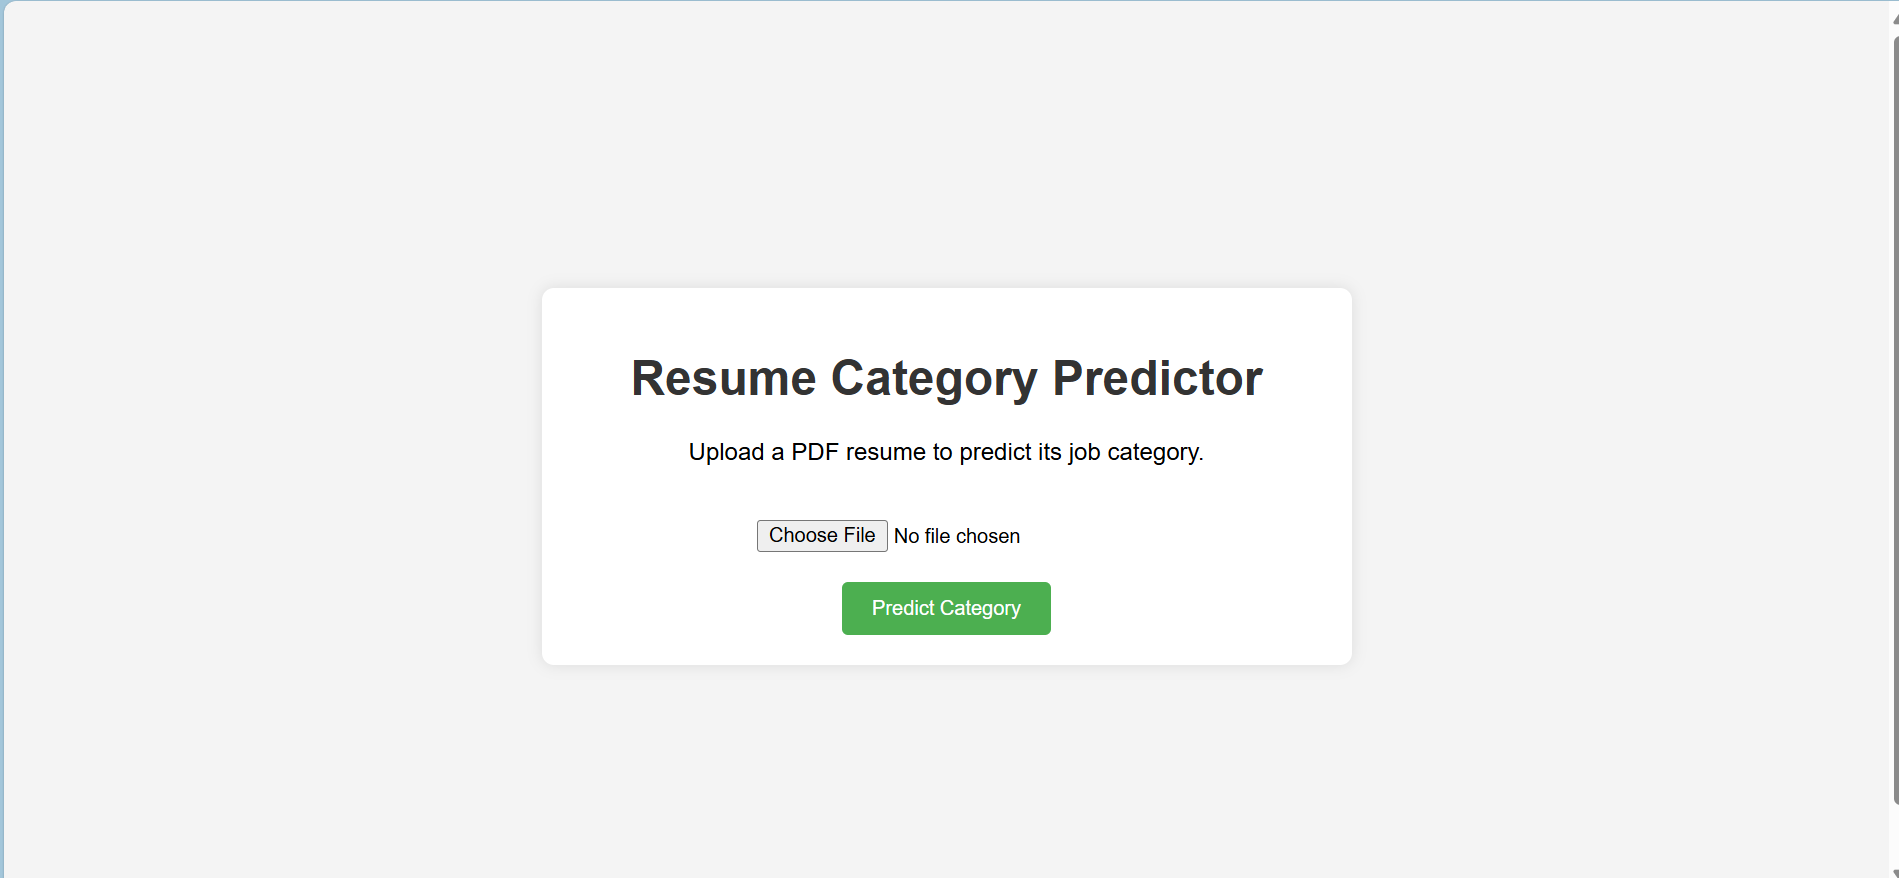 Resume Category Predictor
Upload a PDF resume to predict its job category.
Choose File No file chosen
Predict Category